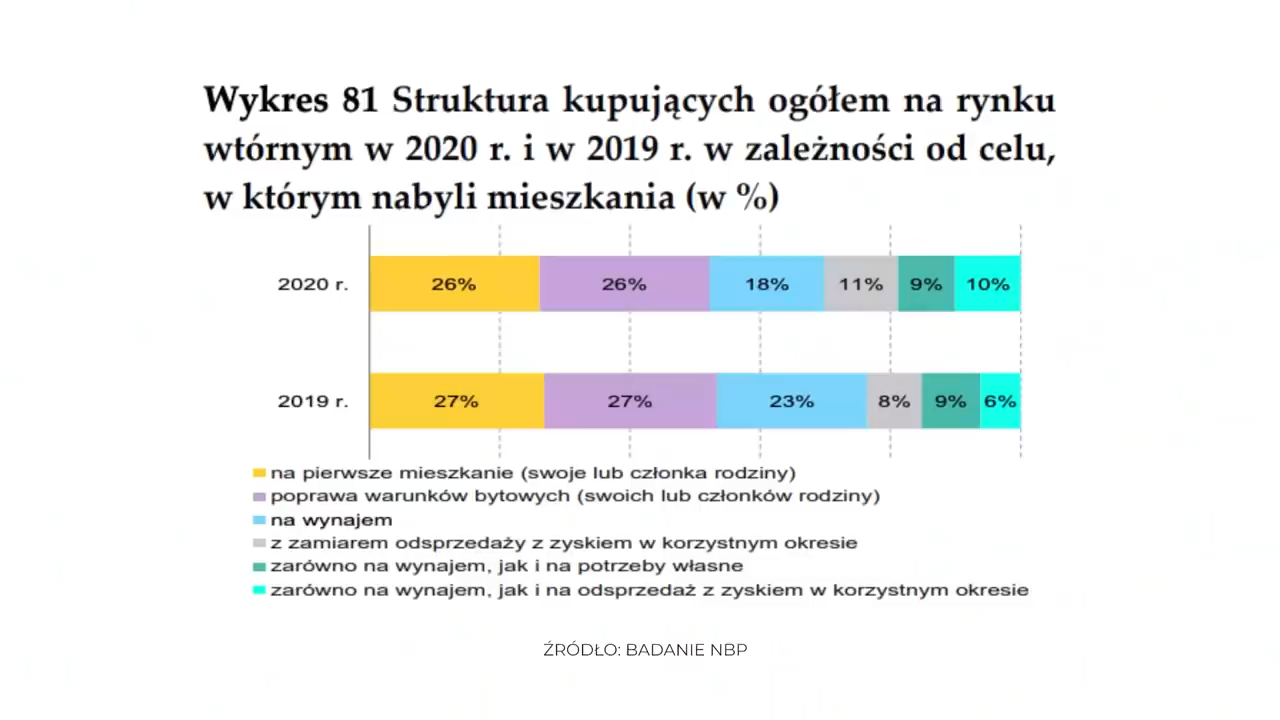 Wykres 81 Struktura kupujących ogółem na rynku
wtórnym w 2020 r. i w 2019 r. w zależności od celu,
w którym nabyli mieszkania (w %)
2020 r. 26% 26% 18% 11% 9% 10%
2019 r. 27% 27% 23% 8% 9% 6%
na pierwsze mieszkanie (swoje lub członka rodziny)
poprawa warunków bytowych (swoich lub członków rodziny)
na wynajem
z zamiarem odsprzedaży z zyskiem w korzystnym okresie
zarówno na wynajem, jak i na potrzeby własne
zarówno na wynajem, jak i na odsprzedaż z zyskiem w korzystnym okresie
ŹRÓDŁO: BADANIE NBP